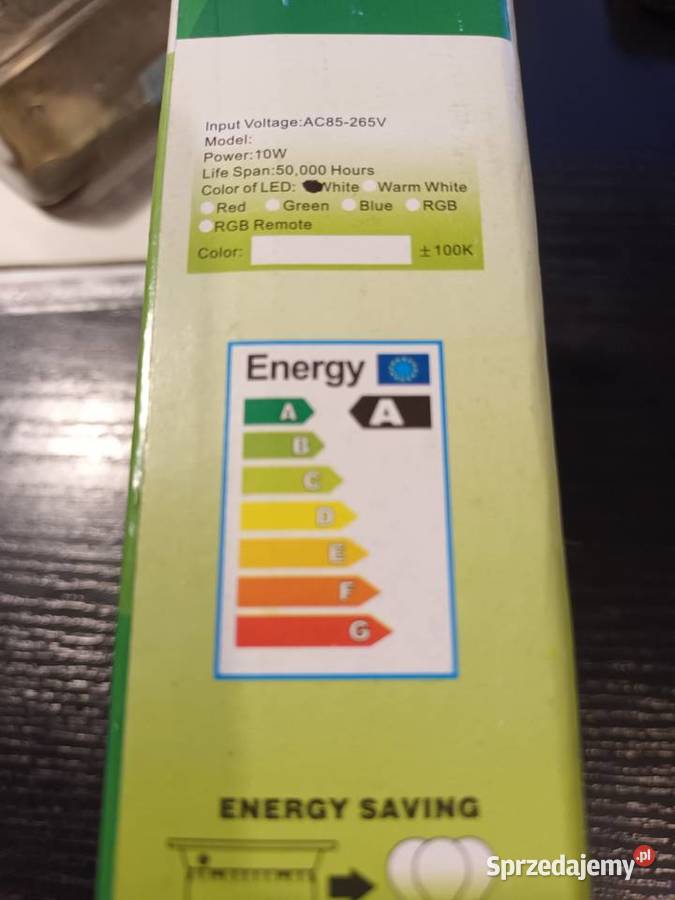 Input Voltage:AC85-265V
Model:
Power:10W
Life Span:50,000 Hours
Color of LED: White Warm White
Red Green Blue RGB
RGB Remote
Color: ±100K
Energy
A A
B
C
D
E
F
G
ENERGY SAVING
Sprzedajemy.pl